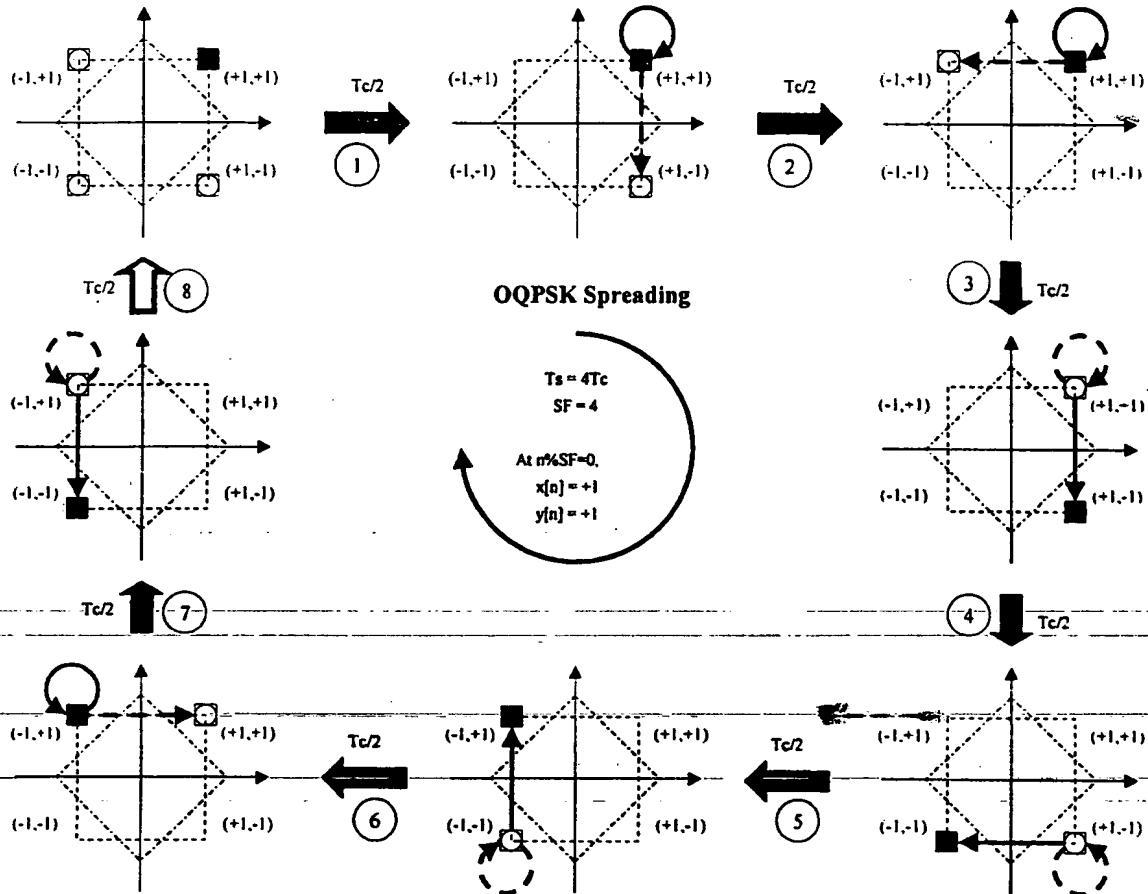 (-1,+1) (+1,+1)
(-1,-1) (+1,-1)
Tc/2
1
(-1,+1) (+1,+1)
(-1,-1) (+1,-1)
Tc/2
2
(-1,+1) (+1,+1)
(-1,-1) (+1,-1)
Tc/2 8
OQPSK Spreading
3 Tc/2
(-1,+1) (+1,+1)
(-1,-1) (+1,-1)
Ts = 4Tc
SF = 4
At n%SF=0,
x[n] = +1
y[n] = +1
(-1,+1) (+1,+1)
(-1,-1) (+1,-1)
Tc/2 7
4 Tc/2
(-1,+1) (+1,+1)
(-1,-1) (+1,-1)
Tc/2
6
(-1,+1) (+1,+1)
(-1,-1) (+1,-1)
Tc/2
5
(-1,+1) (+1,+1)
(-1,-1) (+1,-1)